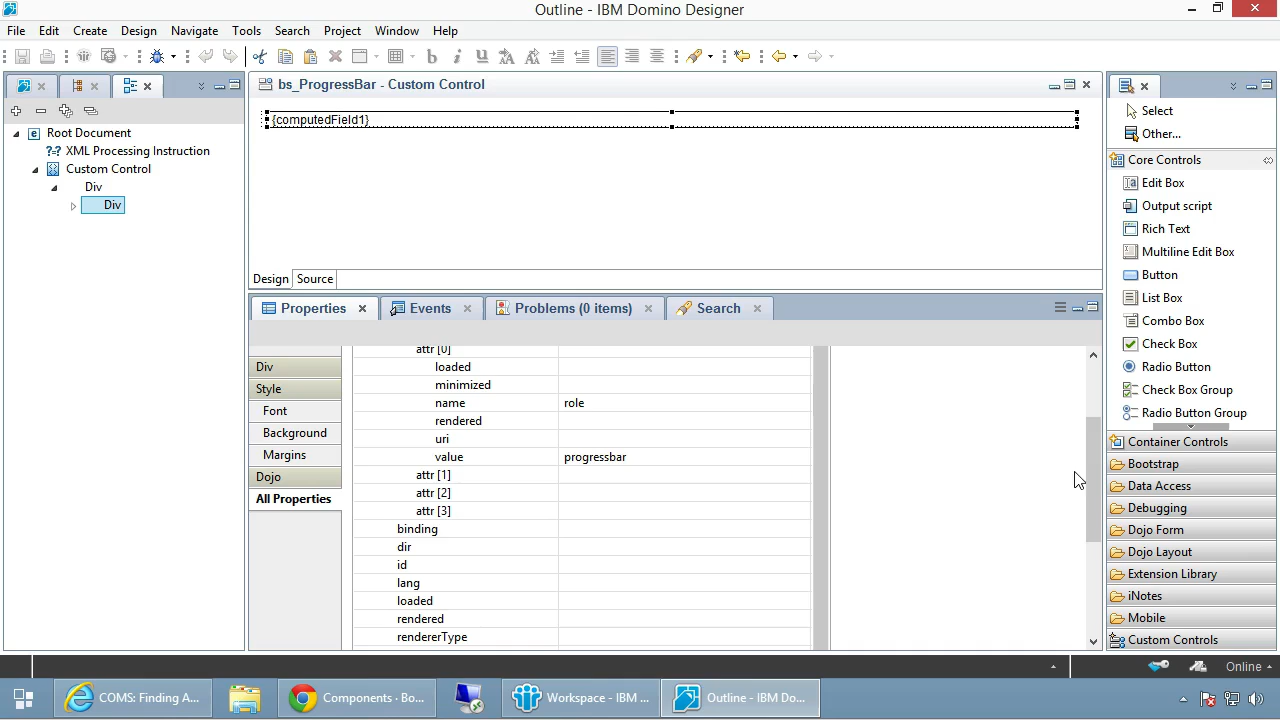 Outline - IBM Domino Designer
File Edit Create Design Navigate Tools Search Project Window Help
bs_ProgressBar - Custom Control
Root Document
XML Processing Instruction
Custom Control
Div
Div
{computedField1}
Design Source
Properties Events Problems (0 items) Search
Div
Style
Font
Background
Margins
Dojo
All Properties
attr [0]
loaded
minimized
name role
rendered
uri
value progressbar
attr [1]
attr [2]
attr [3]
binding
dir
id
lang
loaded
rendered
rendererType
Select
Other...
Core Controls
Edit Box
Output script
Rich Text
Multiline Edit Box
Button
List Box
Combo Box
Check Box
Radio Button
Check Box Group
Radio Button Group
Container Controls
Bootstrap
Data Access
Debugging
Dojo Form
Dojo Layout
Extension Library
iNotes
Mobile
Custom Controls
Online
COMS: Finding A... Components · Bo... Workspace - IBM ... Outline - IBM Do...